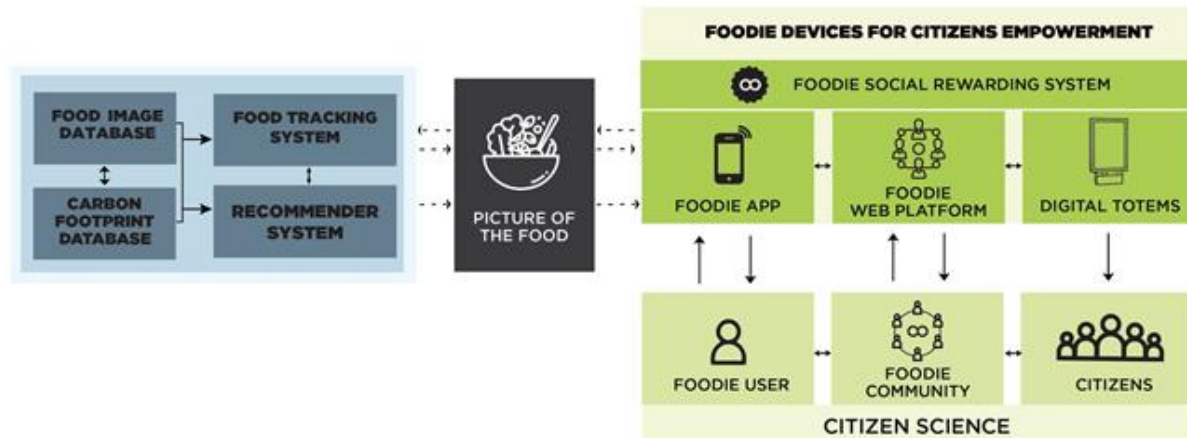 FOOD IMAGE
DATABASE
FOOD TRACKING
SYSTEM
CARBON
FOOTPRINT
DATABASE
RECOMMENDER
SYSTEM
PICTURE OF
THE FOOD
FOODIE DEVICES FOR CITIZENS EMPOWERMENT
FOODIE SOCIAL REWARDING SYSTEM
FOODIE APP
FOODIE
WEB PLATFORM
DIGITAL TOTEMS
FOODIE USER
FOODIE
COMMUNITY
CITIZENS
CITIZEN SCIENCE